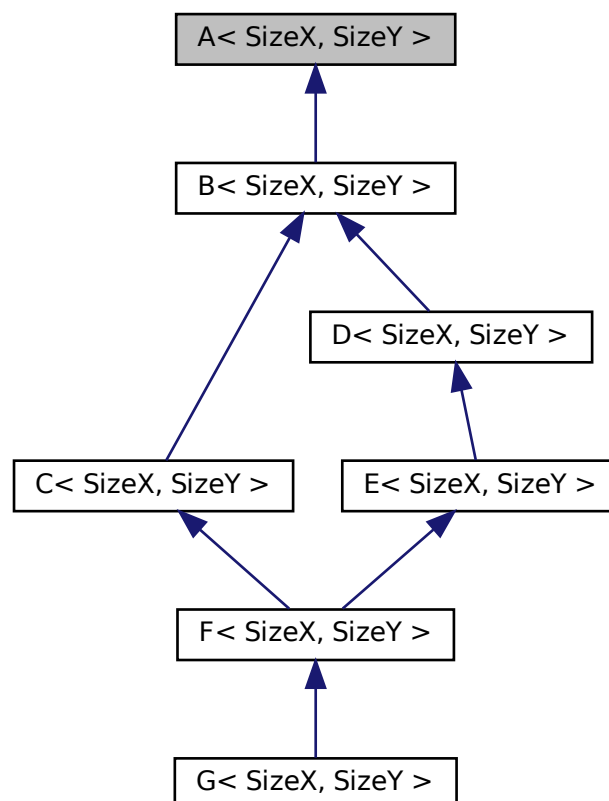 A< SizeX, SizeY >
B< SizeX, SizeY >
D< SizeX, SizeY >
C< SizeX, SizeY >
E< SizeX, SizeY >
F< SizeX, SizeY >
G< SizeX, SizeY >